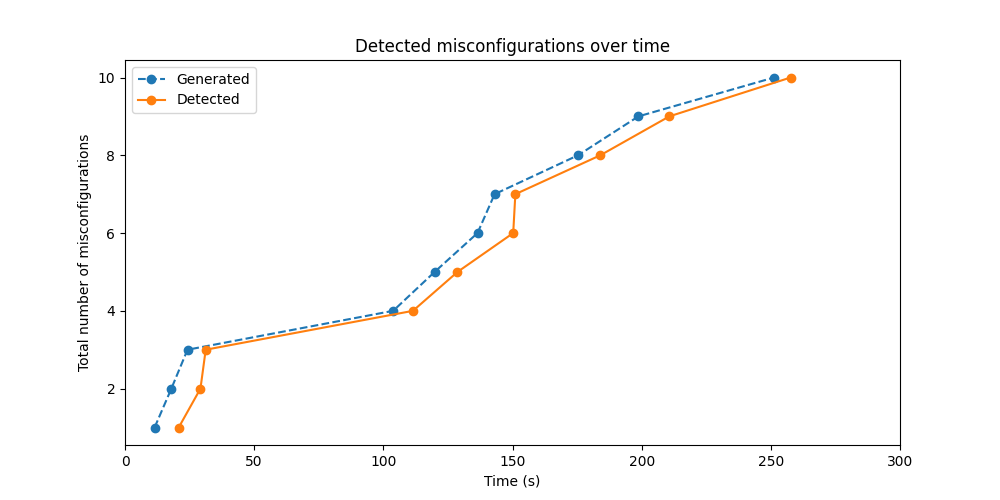 Detected misconfigurations over time
Generated
Detected
Total number of misconfigurations
10
8
6
4
2
0
50
100
150
200
250
300
Time (s)